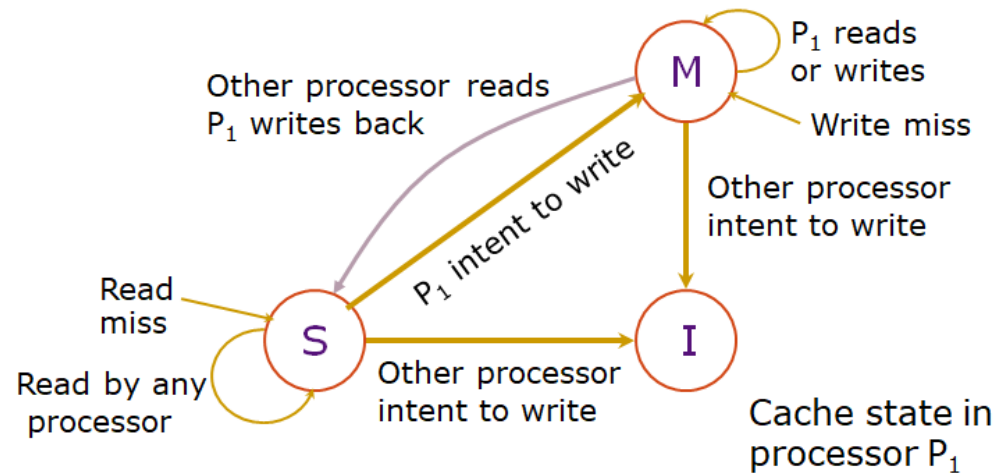 P₁ reads
or writes
M
Other processor reads
P₁ writes back
Write miss
P₁ intent to write
Other processor
intent to write
Read
miss
S
I
Read by any
processor
Other processor
intent to write
Cache state in
processor P₁